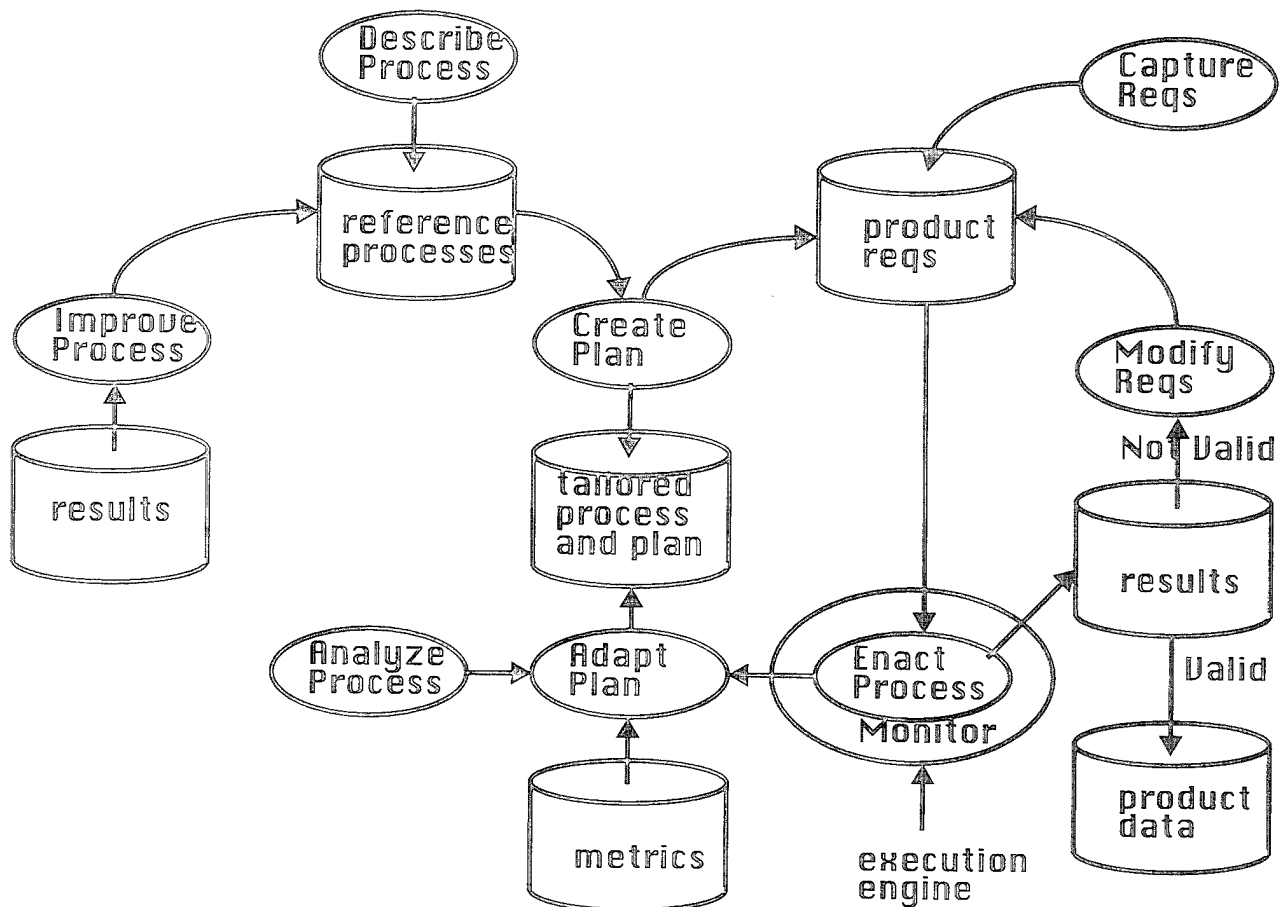 Describe
Process
Capture
Reqs
reference
processes
product
reqs
Improve
Process
Create
Plan
Modify
Reqs
Not Valid
results
tailored
process
and plan
results
Analyze
Process
Adapt
Plan
Enact
Process
Monitor
Valid
product
data
metrics
execution
engine